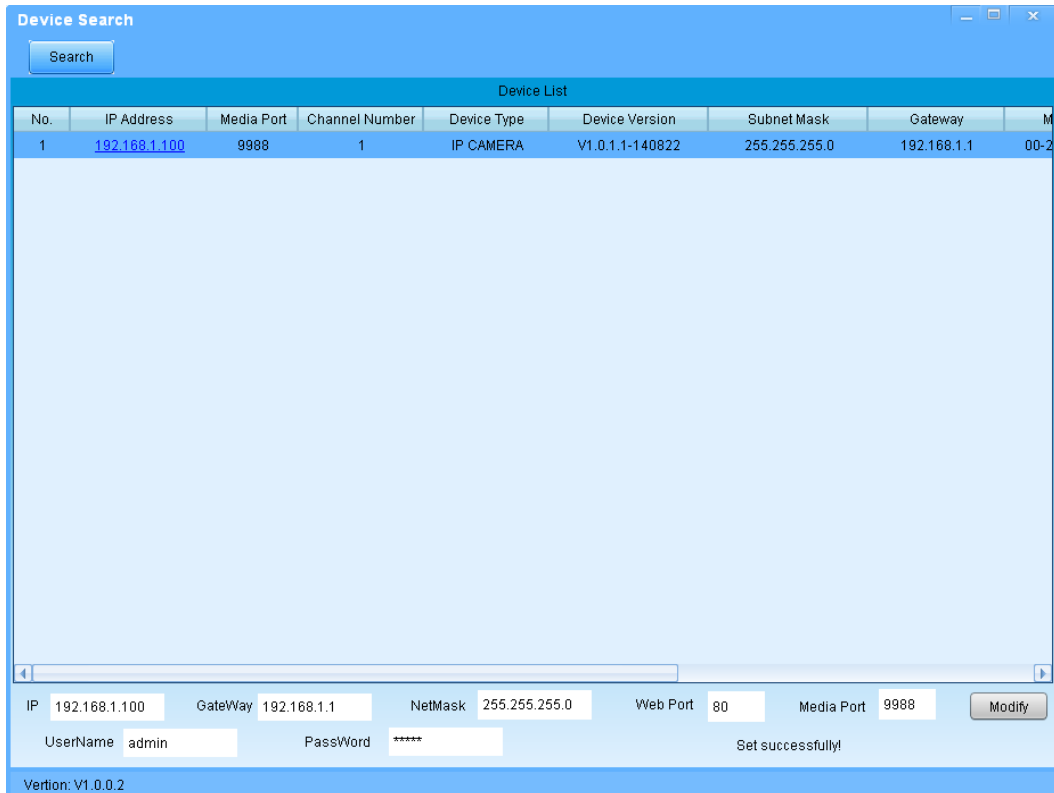 Device Search
Search
Device List
No. IP Address Media Port Channel Number Device Type Device Version Subnet Mask Gateway M
1 192.168.1.100 9988 1 IP CAMERA V1.0.1.1-140822 255.255.255.0 192.168.1.1 00-2
IP 192.168.1.100 GateWay 192.168.1.1 NetMask 255.255.255.0 Web Port 80 Media Port 9988 Modify
UserName admin PassWord ***** Set successfully!
Vertion: V1.0.0.2